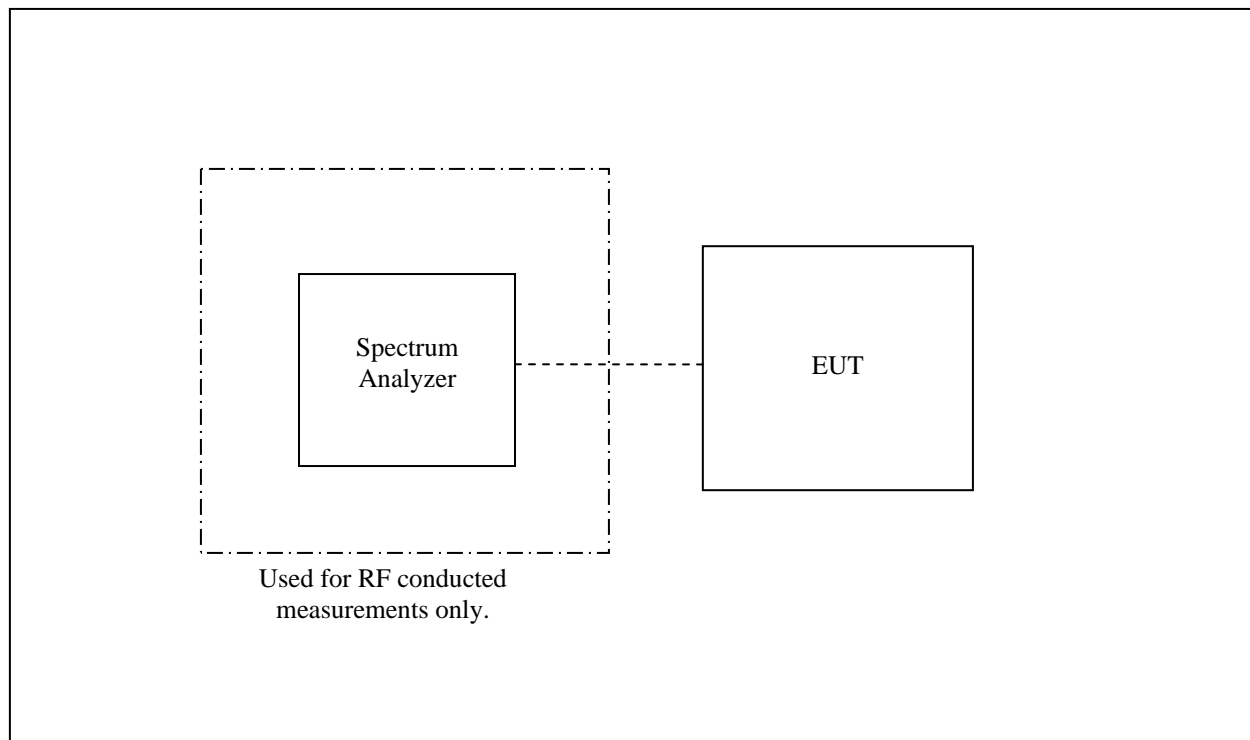 Spectrum
Analyzer
EUT
Used for RF conducted
measurements only.